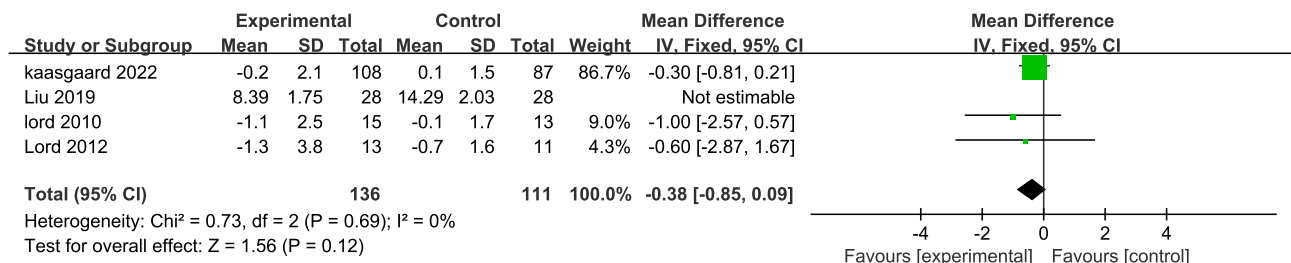 Experimental Control Mean Difference Mean Difference
Study or Subgroup Mean SD Total Mean SD Total Weight IV, Fixed, 95% CI IV, Fixed, 95% CI
kaasgaard 2022 -0.2 2.1 108 0.1 1.5 87 86.7% -0.30 [-0.81, 0.21]
Liu 2019 8.39 1.75 28 14.29 2.03 28 Not estimable
lord 2010 -1.1 2.5 15 -0.1 1.7 13 9.0% -1.00 [-2.57, 0.57]
Lord 2012 -1.3 3.8 13 -0.7 1.6 11 4.3% -0.60 [-2.87, 1.67]
Total (95% CI) 136 111 100.0% -0.38 [-0.85, 0.09]
Heterogeneity: Chi² = 0.73, df = 2 (P = 0.69); I² = 0%
Test for overall effect: Z = 1.56 (P = 0.12)
-4 -2 0 2 4
Favours [experimental] Favours [control]